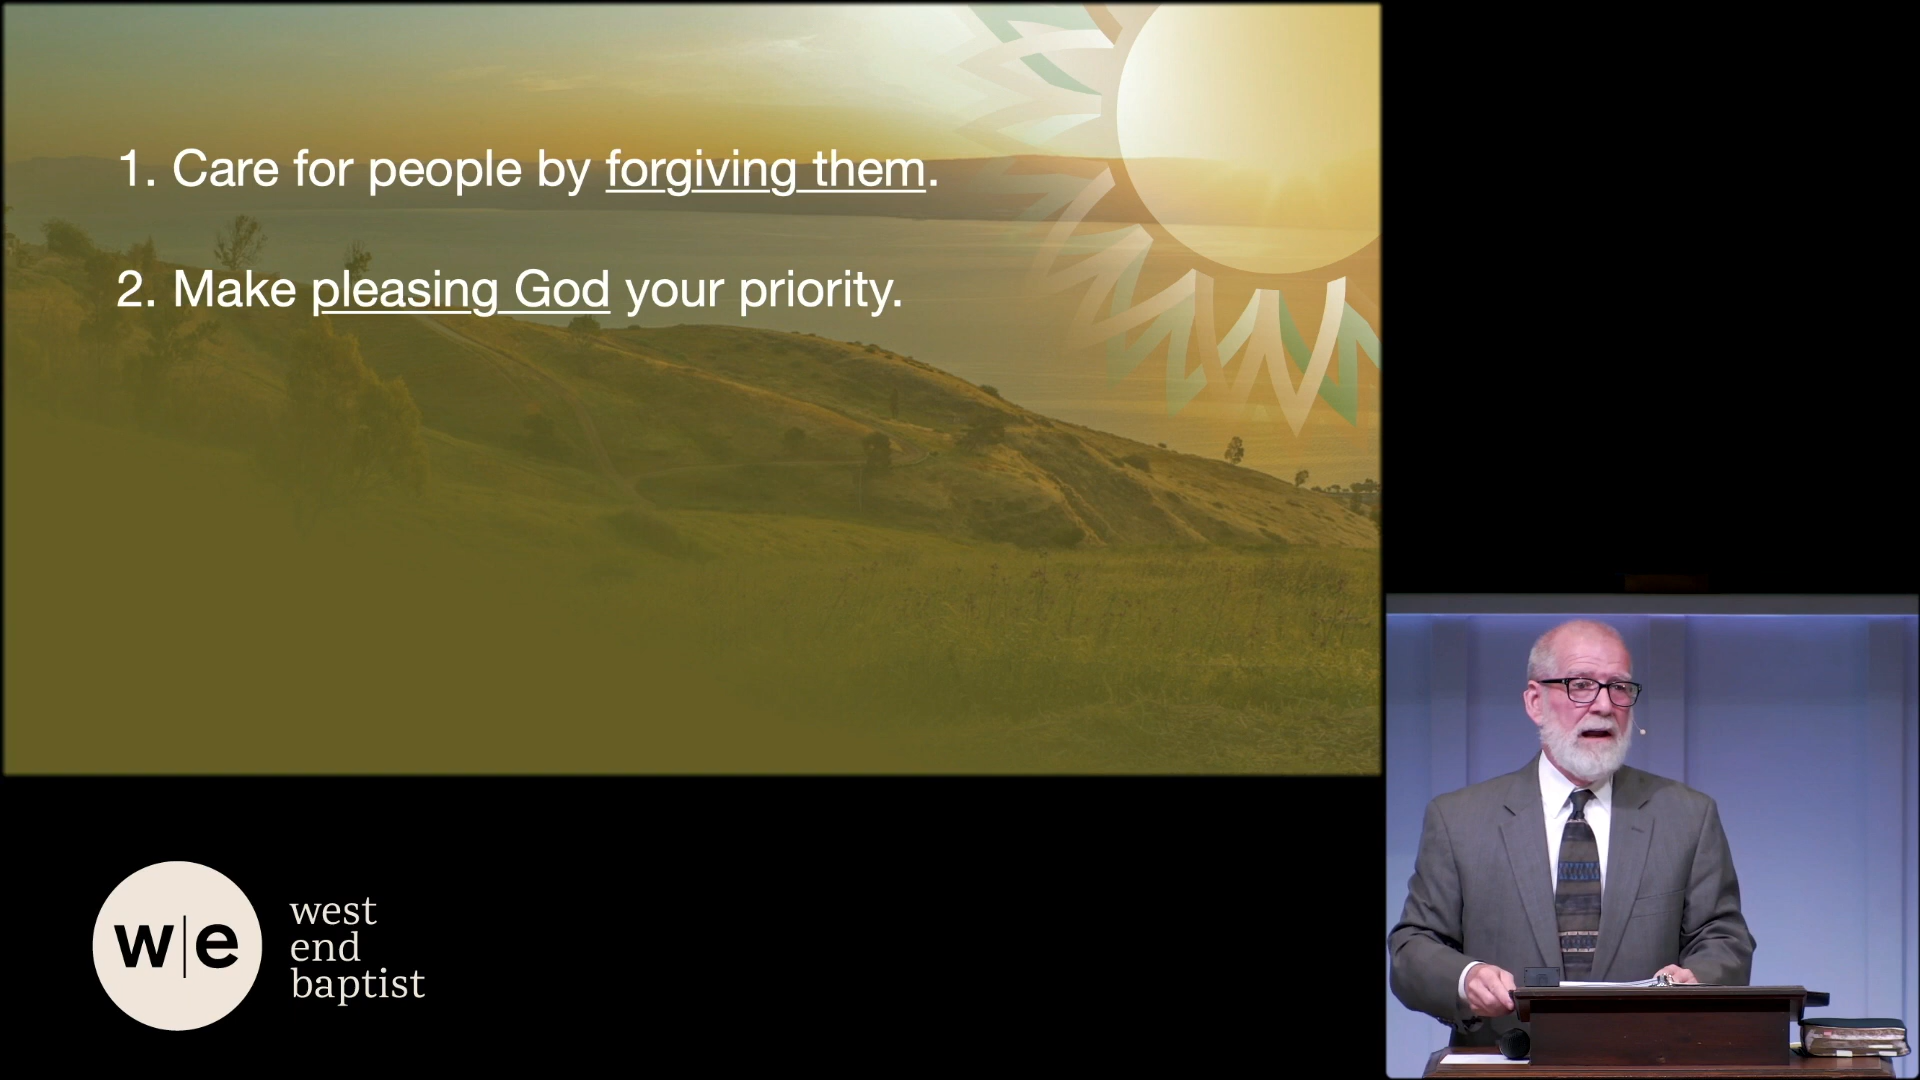 1. Care for people by forgiving them.
2. Make pleasing God your priority.
w|e
west
end
baptist